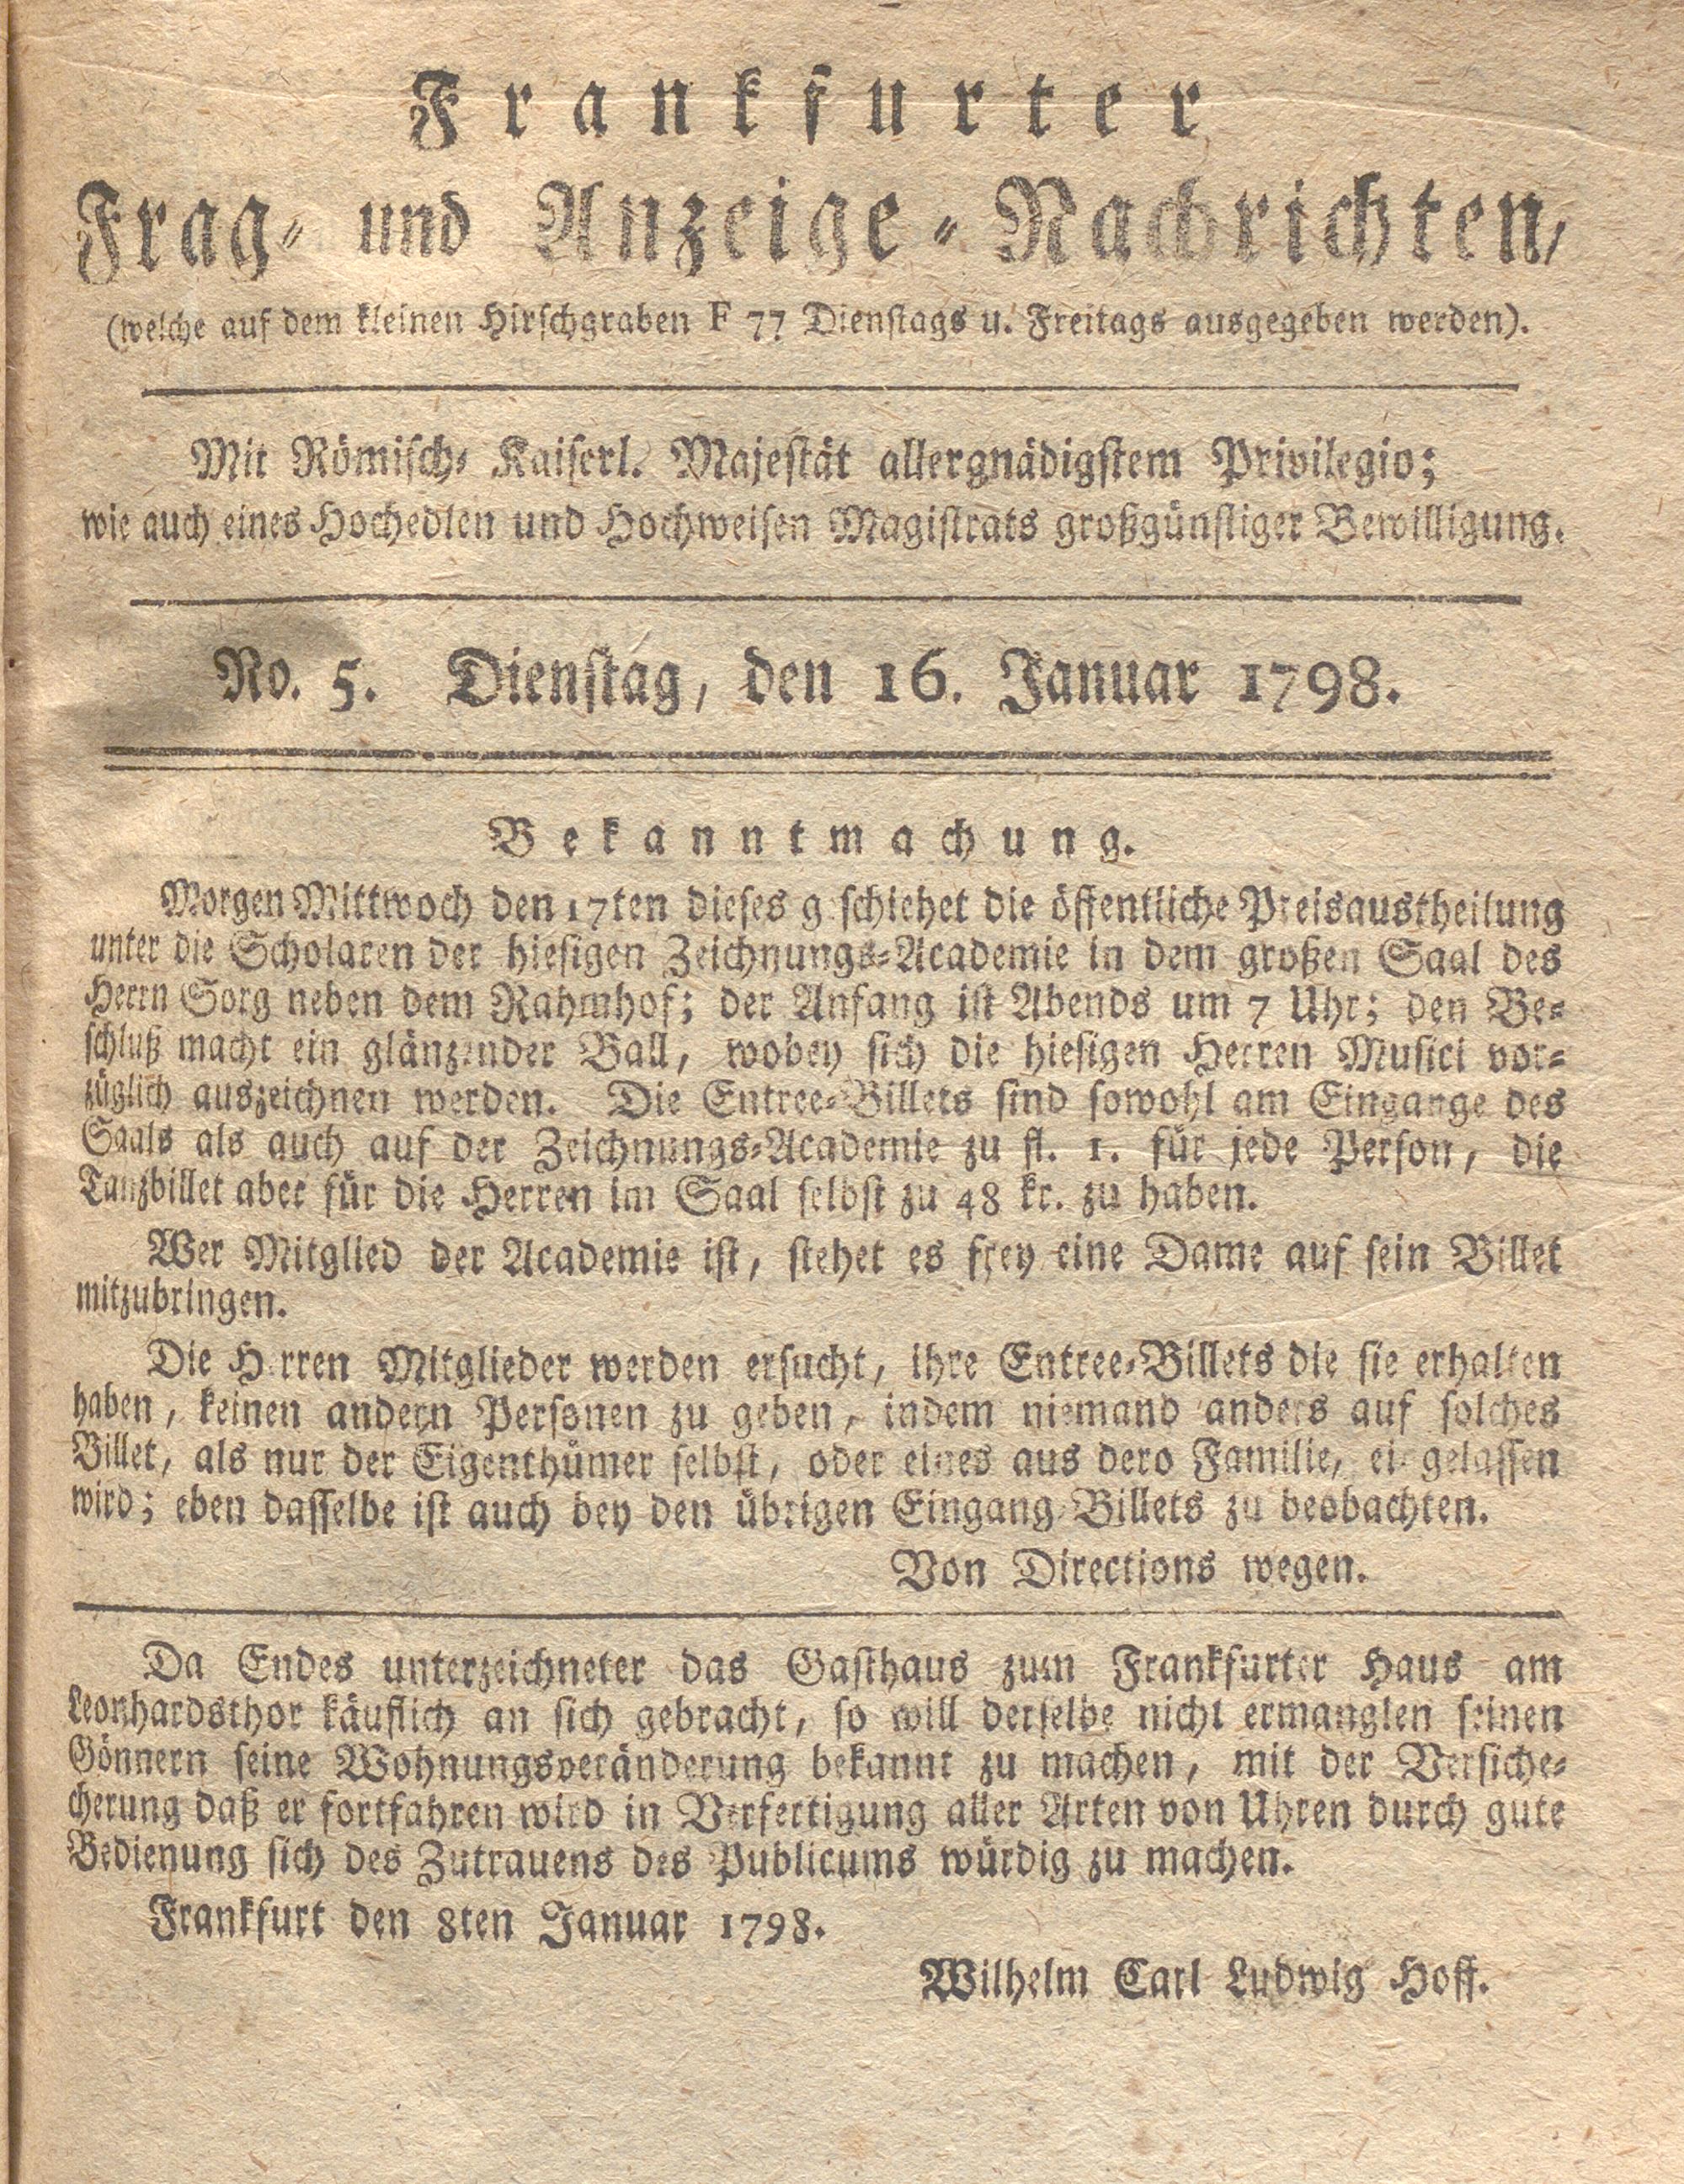 Frankfurter
Frag- und Anzeige-Nachrichten,
(welche auf dem kleinen Hirschgraben F 77 Dienstags u. Freitags ausgegeben werden).
Mit Römisch- Kaiserl. Majestät allergnädigstem Privilegio;
wie auch eines Hochedlen und Hochweisen Magistrats großgünstiger Bewilligung.
No. 5. Dienstag, den 16. Januar 1798.
Bekanntmachung.
Morgen Mittwoch den 17ten dieses g schiehet die öffentliche Preisaustheilung
unter die Scholaren der hiesigen Zeichnungs-Academie in dem großen Saal des
Herrn Sorg neben dem Rahmhof; der Anfang ist Abends um 7 Uhr; den Be-
schluß macht ein glänzender Ball, wobey sich die hiesigen Herren Musici vor-
züglich auszeichnen werden. Die Entree-Billets sind sowohl am Eingange des
Saals als auch auf der Zeichnungs-Academie zu fl. 1. für jede Person, die
Tanzbillet aber für die Herren im Saal selbst zu 48 kr. zu haben.
Wer Mitglied der Academie ist, stehet es frey eine Dame auf sein Billet
mitzubringen.
Die H rren Mitglieder werden ersucht, ihre Entree-Billets die sie erhalten
haben, keinen andern Personen zu geben, indem niemand anders auf solches
Billet, als nur der Eigenthümer selbst, oder eines aus dero Familie, ei gelassen
wird; eben dasselbe ist auch bey den übrigen Eingang-Billets zu beobachten.
Von Directions wegen.
Da Endes unterzeichneter das Gasthaus zum Frankfurter Haus am
Leonhardsthor käuflich an sich gebracht, so will derselbe nicht ermanglen seinen
Gönnern seine Wohnungsveränderung bekannt zu machen, mit der Versiche-
cherung daß er fortfahren wird in Verfertigung aller Arten von Uhren durch gute
Bedienung sich des Zutrauens des Publicums würdig zu machen.
Frankfurt den 8ten Januar 1798.
Wilhelm Carl Ludwig Hoff.